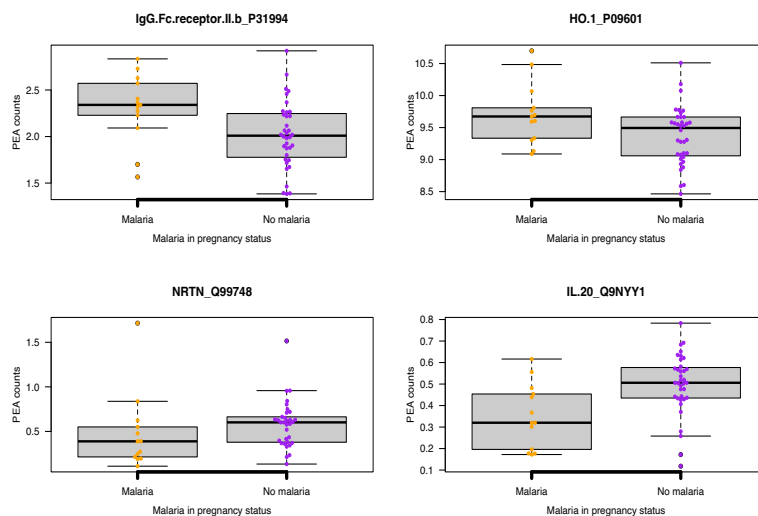 IgG.Fc.receptor.II.b_P31994
PEA counts
2.5
2.0
1.5
Malaria
No malaria
Malaria in pregnancy status
HO.1_P09601
PEA counts
10.5
10.0
9.5
9.0
8.5
Malaria
No malaria
Malaria in pregnancy status
NRTN_Q99748
PEA counts
1.5
1.0
0.5
Malaria
No malaria
Malaria in pregnancy status
IL.20_Q9NYY1
PEA counts
0.8
0.7
0.6
0.5
0.4
0.3
0.2
0.1
Malaria
No malaria
Malaria in pregnancy status